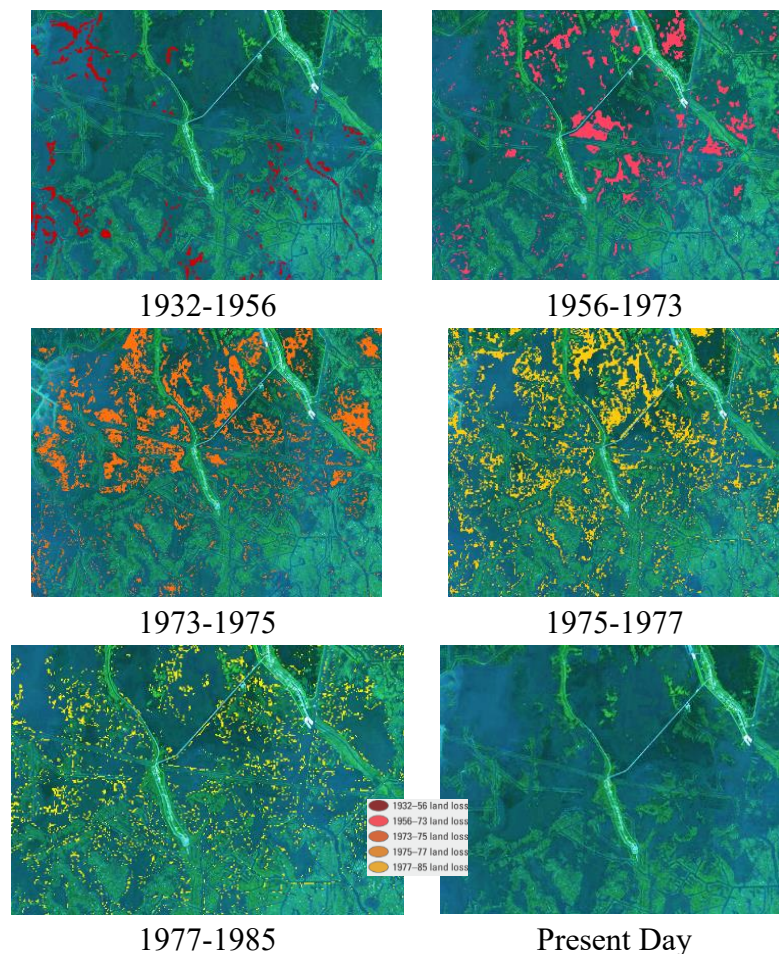 1932-1956
1956-1973
1973-1975
1975-1977
1932–56 land loss
1956–73 land loss
1973–75 land loss
1975–77 land loss
1977–85 land loss
1977-1985
Present Day